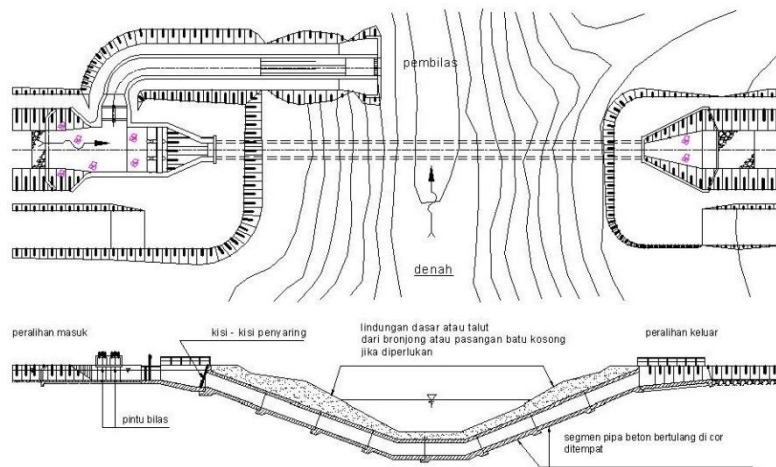 pembilas
denah
peralihan masuk
kisi - kisi penyaring
lindungan dasar atau talut
dari bronjong atau pasangan batu kosong
jika diperlukan
peralihan keluar
pintu bilas
segmen pipa beton bertulang di cor
ditempat